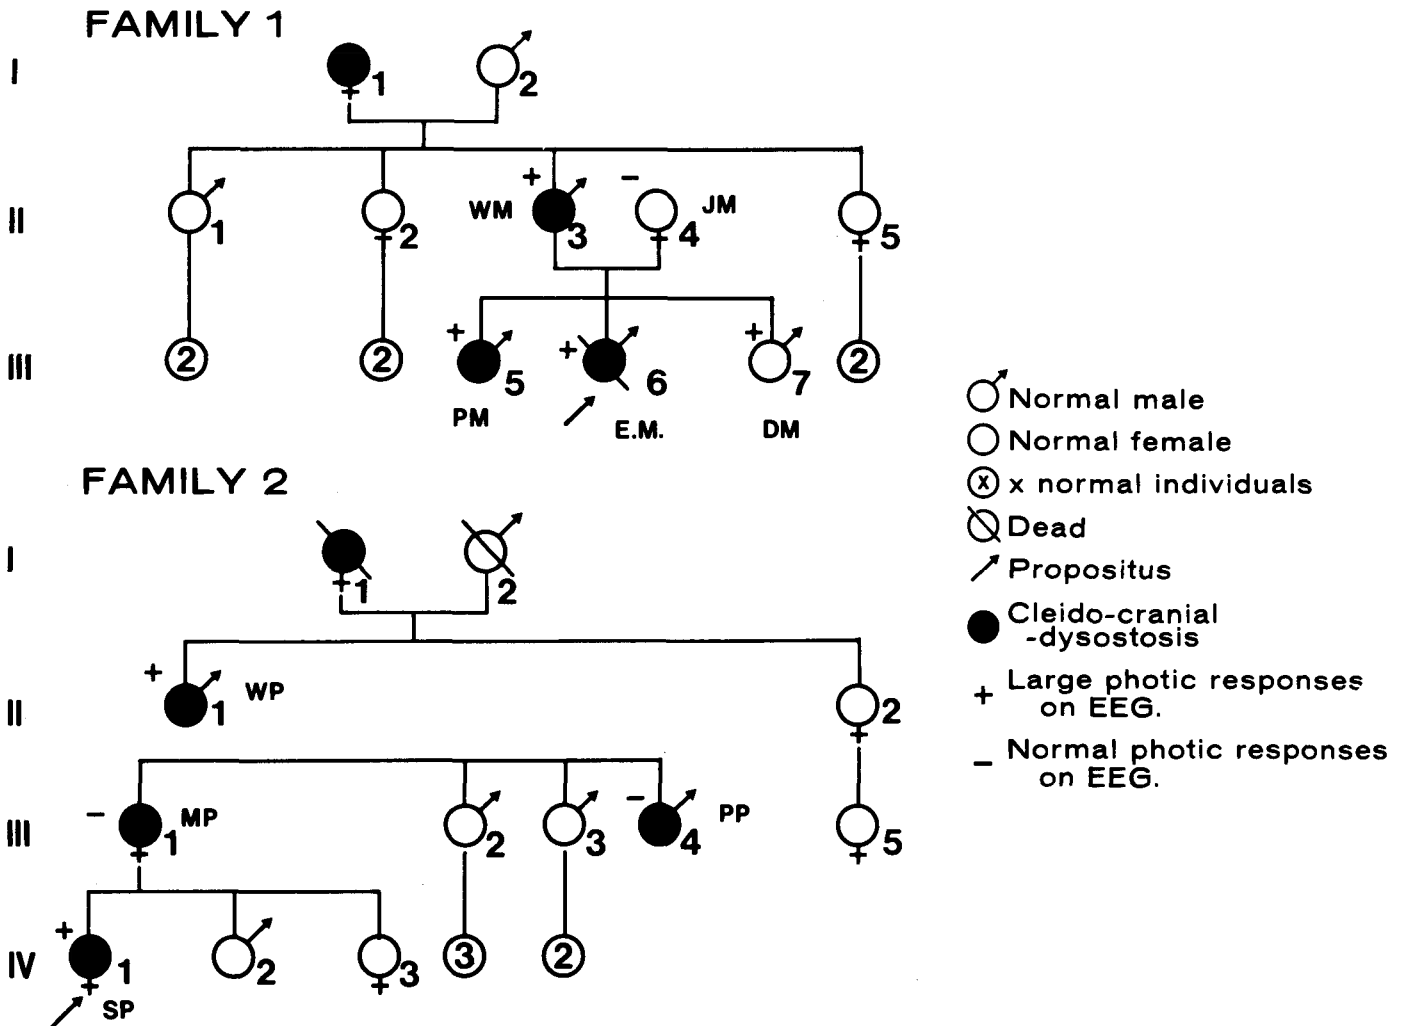 FAMILY 1
I
1 2
+ − 
II WM JM
1 2 3 4 5
+ + +
2 2 2
III 5 6 7
PM E.M. DM
FAMILY 2
I
1 2
+
WP
II 1 2
− −
MP PP
III 1 2 3 4 5
+
IV 1 2 3 3 2
SP
Normal male
Normal female
x x normal individuals
Dead
Propositus
Cleido-cranial
-dysostosis
+ Large photic responses
on EEG.
− Normal photic responses
on EEG.